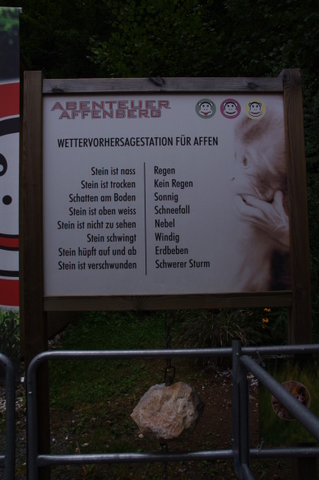 ABENTEUER
AFFENBERG
WETTERVORHERSAGESTATION FÜR AFFEN
Stein ist nass Regen
Stein ist trocken Kein Regen
Schatten am Boden Sonnig
Stein ist oben weiss Schneefall
Stein ist nicht zu sehen Nebel
Stein schwingt Windig
Stein hüpft auf und ab Erdbeben
Stein ist verschwunden Schwerer Sturm